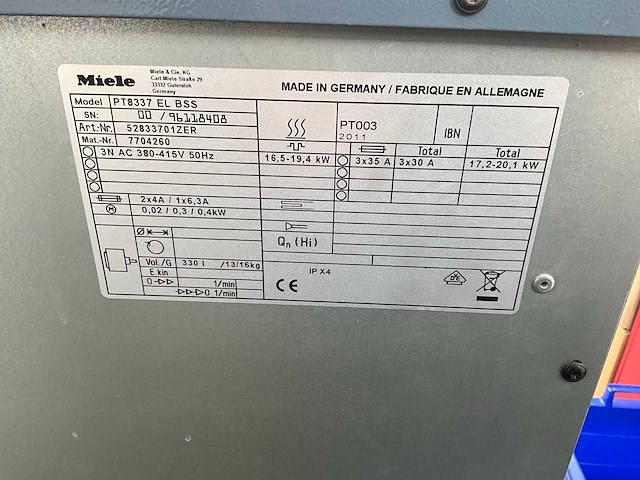 Miele
Miele & Cie. KG
Carl Miele-Straße 29
33332 Gütersloh
Germany
MADE IN GERMANY / FABRIQUE EN ALLEMAGNE
Model PT8337 EL BSS
SN: 00 / 96118408
Art.-Nr. 52833701ZER
Mat.-Nr. 7704260
PT003
2011
IBN
Total Total
3N AC 380-415V 50Hz 16,5-19,4 kW 3x35 A 3x30 A 17,2-20,1 kW
2x4A / 1x6,3A
M 0,02 / 0,3 / 0,4kW
Ø
Qn (Hi)
Vol./G 330 l /13/16kg
E kin
0 1/min
0 1/min
CE
IP X4